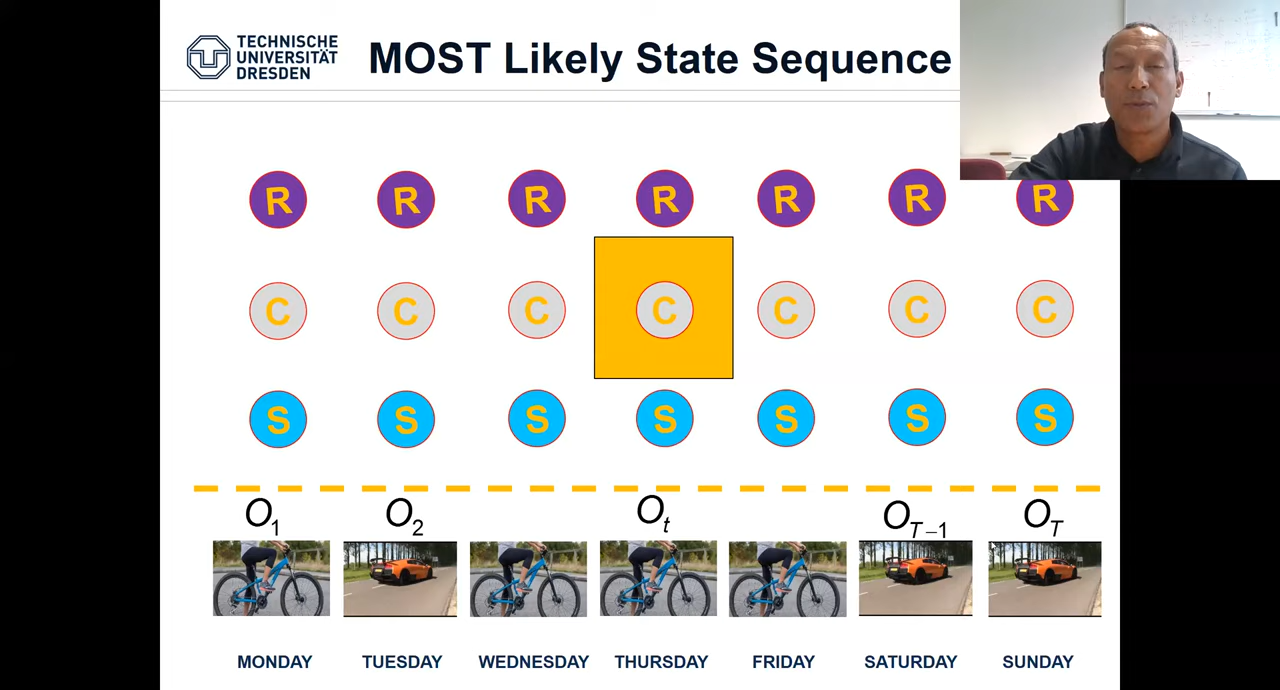 TECHNISCHE
UNIVERSITÄT
DRESDEN
MOST Likely State Sequence
R R R R R R R
C C C C C C C
S S S S S S S
O1 O2 Ot OT–1 OT
MONDAY TUESDAY WEDNESDAY THURSDAY FRIDAY SATURDAY SUNDAY